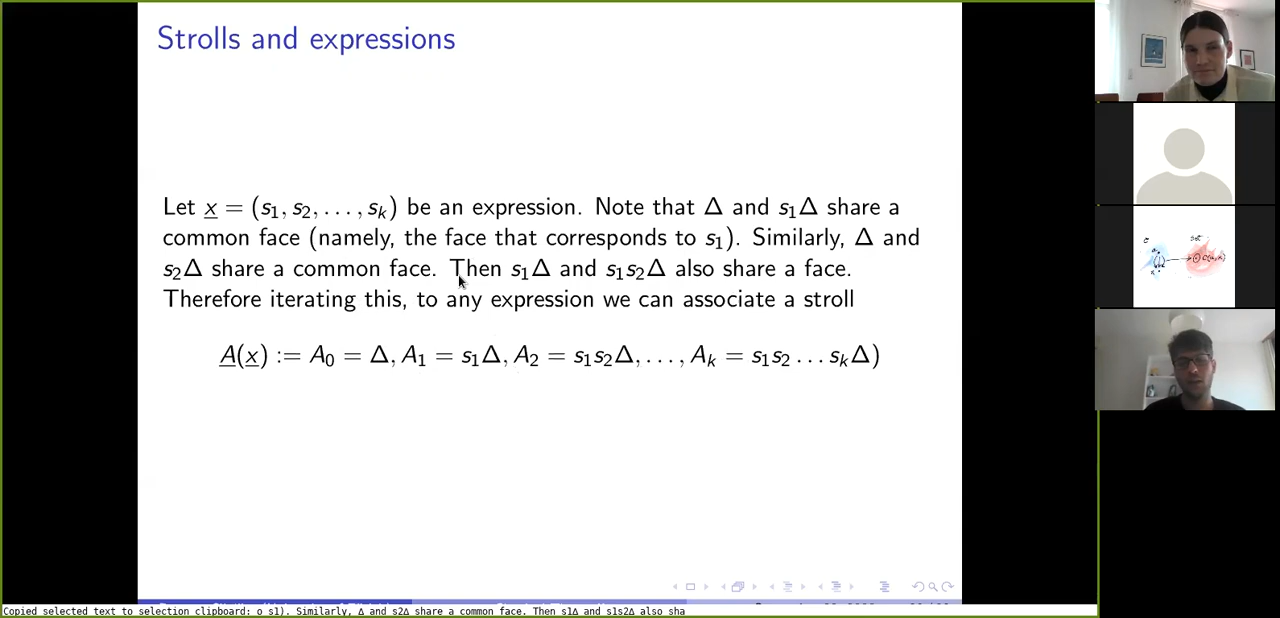 Strolls and expressions
Let x = (s₁, s₂, . . . , sₖ) be an expression. Note that Δ and s₁Δ share a
common face (namely, the face that corresponds to s₁). Similarly, Δ and
s₂Δ share a common face. Then s₁Δ and s₁s₂Δ also share a face.
Therefore iterating this, to any expression we can associate a stroll
A(x) := A₀ = Δ, A₁ = s₁Δ, A₂ = s₁s₂Δ, . . . , Aₖ = s₁s₂ . . . sₖΔ)
Copied selected text to selection clipboard: o s1). Similarly, Δ and s2Δ share a common face. Then s1Δ and s1s2Δ also sha